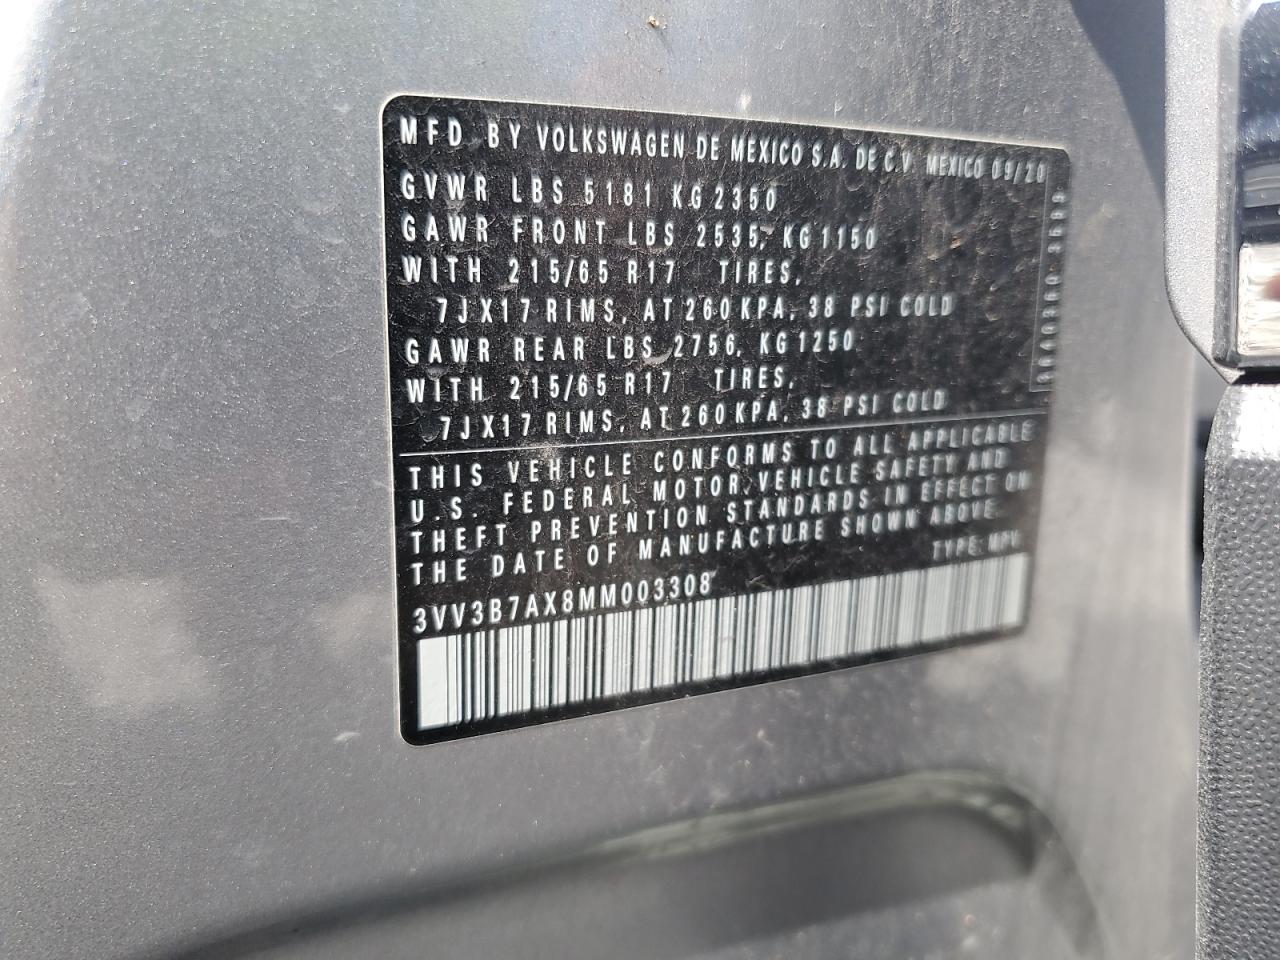 MFD. BY VOLKSWAGEN DE MEXICO S.A. DE C.V. MEXICO 09/20
GVWR LBS 5181 KG 2350
GAWR FRONT LBS 2535, KG 1150
WITH 215/65 R17 TIRES,
7JX17 RIMS, AT 260 KPA, 38 PSI COLD
GAWR REAR LBS 2756, KG 1250
WITH 215/65 R17 TIRES,
7JX17 RIMS, AT 260 KPA, 38 PSI COLD
THIS VEHICLE CONFORMS TO ALL APPLICABLE
U.S. FEDERAL MOTOR VEHICLE SAFETY AND
THEFT PREVENTION STANDARDS IN EFFECT ON
THE DATE OF MANUFACTURE SHOWN ABOVE.
TYPE: MPV
3VV3B7AX8MM003308